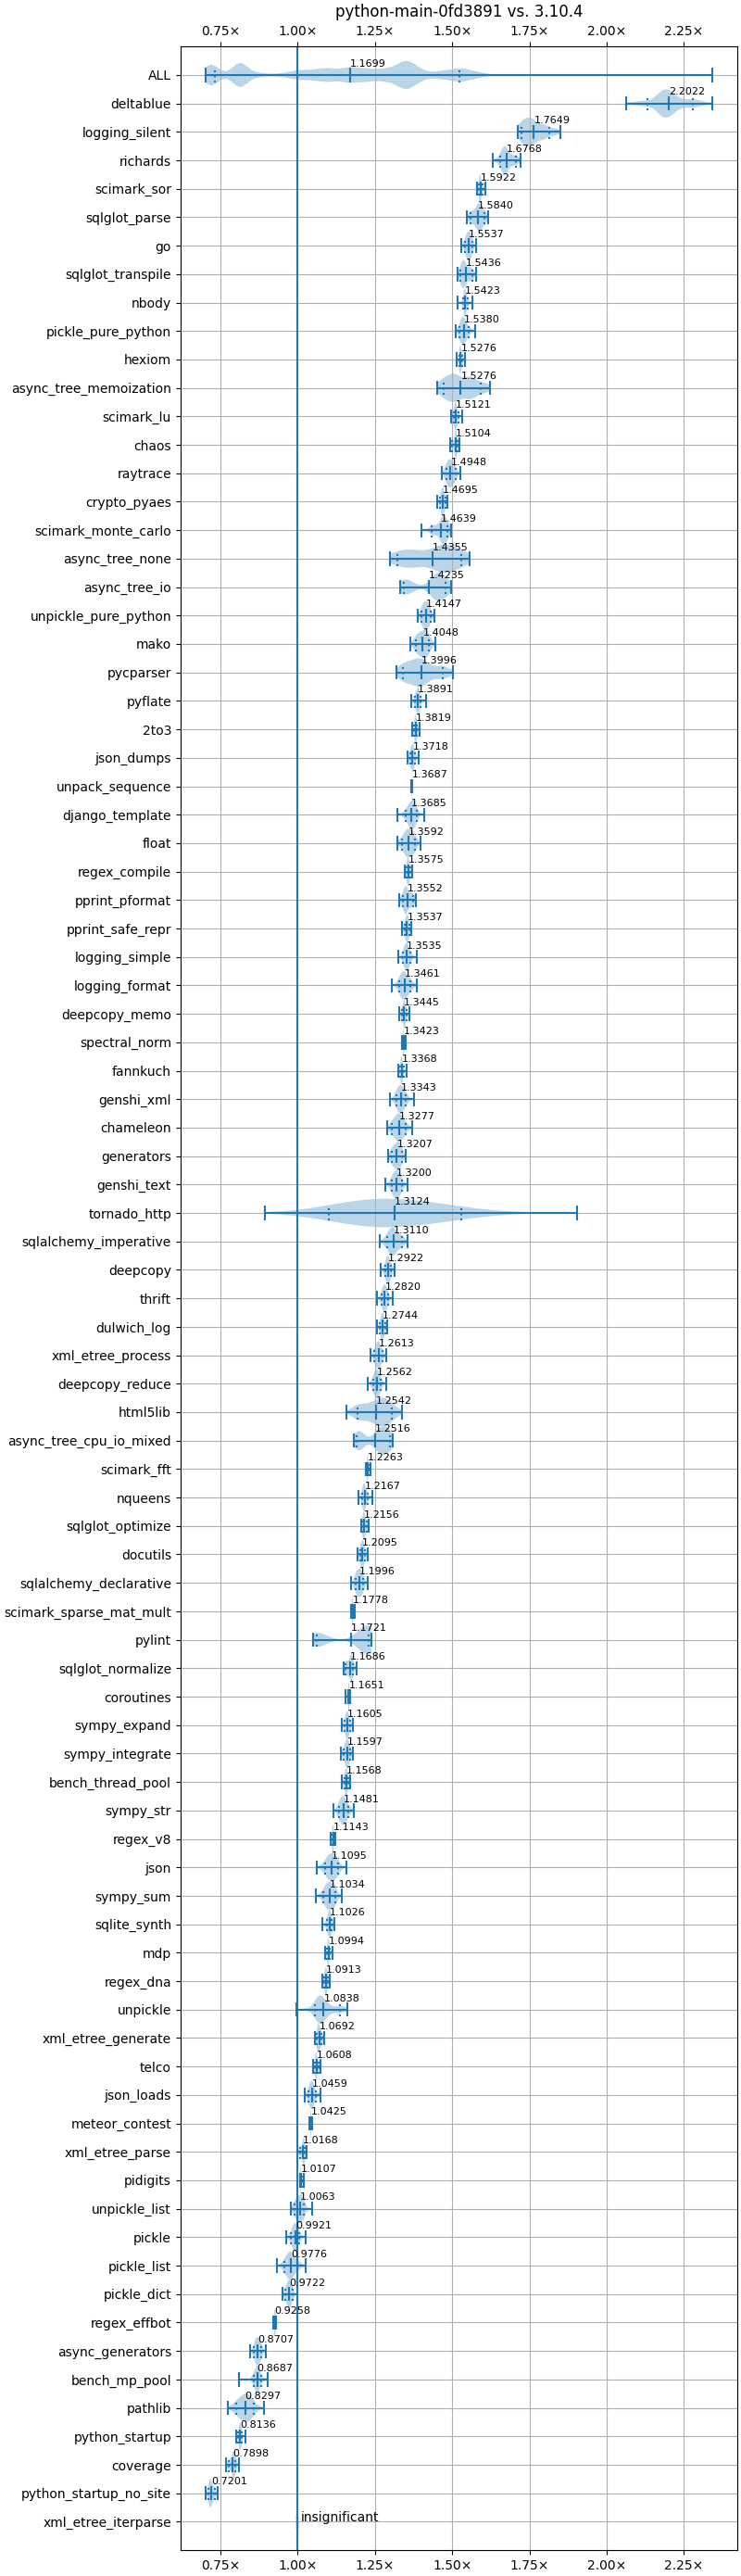 python-main-0fd3891 vs. 3.10.4
0.75× 1.00× 1.25× 1.50× 1.75× 2.00× 2.25×
ALL 1.1699
deltablue 2.2022
logging_silent 1.7649
richards 1.6768
scimark_sor 1.5922
sqlglot_parse 1.5840
go 1.5537
sqlglot_transpile 1.5436
nbody 1.5423
pickle_pure_python 1.5380
hexiom 1.5276
async_tree_memoization 1.5276
scimark_lu 1.5121
chaos 1.5104
raytrace 1.4948
crypto_pyaes 1.4695
scimark_monte_carlo 1.4639
async_tree_none 1.4355
async_tree_io 1.4235
unpickle_pure_python 1.4147
mako 1.4048
pycparser 1.3996
pyflate 1.3891
2to3 1.3819
json_dumps 1.3718
unpack_sequence 1.3687
django_template 1.3685
float 1.3592
regex_compile 1.3575
pprint_pformat 1.3552
pprint_safe_repr 1.3537
logging_simple 1.3535
logging_format 1.3461
deepcopy_memo 1.3445
spectral_norm 1.3423
fannkuch 1.3368
genshi_xml 1.3343
chameleon 1.3277
generators 1.3207
genshi_text 1.3200
tornado_http 1.3124
sqlalchemy_imperative 1.3110
deepcopy 1.2922
thrift 1.2820
dulwich_log 1.2744
xml_etree_process 1.2613
deepcopy_reduce 1.2562
html5lib 1.2542
async_tree_cpu_io_mixed 1.2516
scimark_fft 1.2263
nqueens 1.2167
sqlglot_optimize 1.2156
docutils 1.2095
sqlalchemy_declarative 1.1996
scimark_sparse_mat_mult 1.1778
pylint 1.1721
sqlglot_normalize 1.1686
coroutines 1.1651
sympy_expand 1.1605
sympy_integrate 1.1597
bench_thread_pool 1.1568
sympy_str 1.1481
regex_v8 1.1143
json 1.1095
sympy_sum 1.1034
sqlite_synth 1.1026
mdp 1.0994
regex_dna 1.0913
unpickle 1.0838
xml_etree_generate 1.0692
telco 1.0608
json_loads 1.0459
meteor_contest 1.0425
xml_etree_parse 1.0168
pidigits 1.0107
unpickle_list 1.0063
pickle 0.9921
pickle_list 0.9776
pickle_dict 0.9722
regex_effbot 0.9258
async_generators 0.8707
bench_mp_pool 0.8687
pathlib 0.8297
python_startup 0.8136
coverage 0.7898
python_startup_no_site 0.7201
xml_etree_iterparse insignificant
0.75× 1.00× 1.25× 1.50× 1.75× 2.00× 2.25×